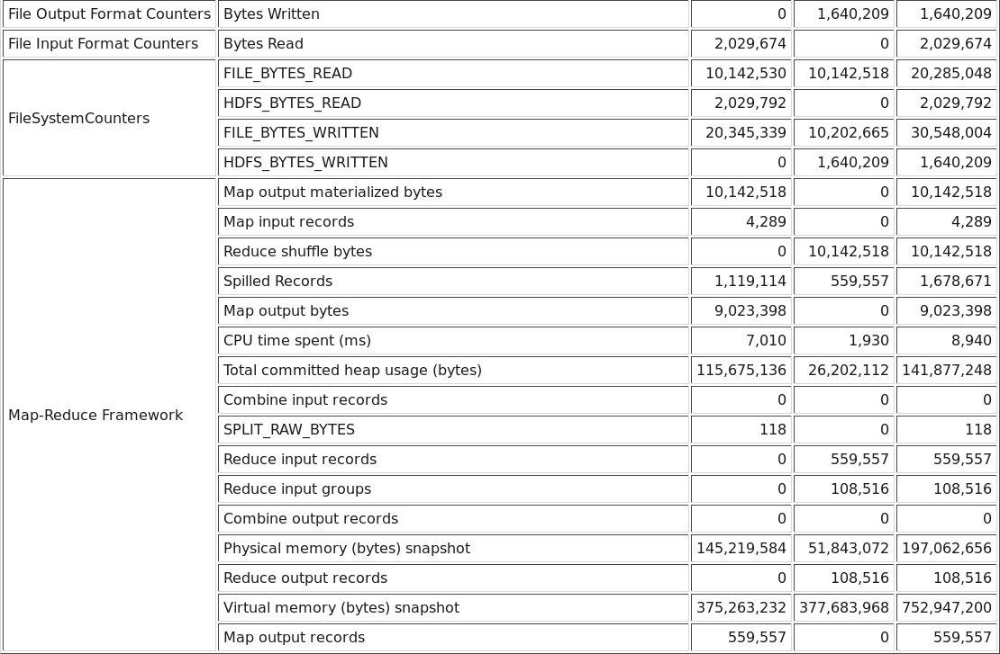 File Output Format Counters Bytes Written 0 1,640,209 1,640,209
File Input Format Counters Bytes Read 2,029,674 0 2,029,674
FileSystemCounters FILE_BYTES_READ 10,142,530 10,142,518 20,285,048
HDFS_BYTES_READ 2,029,792 0 2,029,792
FILE_BYTES_WRITTEN 20,345,339 10,202,665 30,548,004
HDFS_BYTES_WRITTEN 0 1,640,209 1,640,209
Map-Reduce Framework Map output materialized bytes 10,142,518 0 10,142,518
Map input records 4,289 0 4,289
Reduce shuffle bytes 0 10,142,518 10,142,518
Spilled Records 1,119,114 559,557 1,678,671
Map output bytes 9,023,398 0 9,023,398
CPU time spent (ms) 7,010 1,930 8,940
Total committed heap usage (bytes) 115,675,136 26,202,112 141,877,248
Combine input records 0 0 0
SPLIT_RAW_BYTES 118 0 118
Reduce input records 0 559,557 559,557
Reduce input groups 0 108,516 108,516
Combine output records 0 0 0
Physical memory (bytes) snapshot 145,219,584 51,843,072 197,062,656
Reduce output records 0 108,516 108,516
Virtual memory (bytes) snapshot 375,263,232 377,683,968 752,947,200
Map output records 559,557 0 559,557